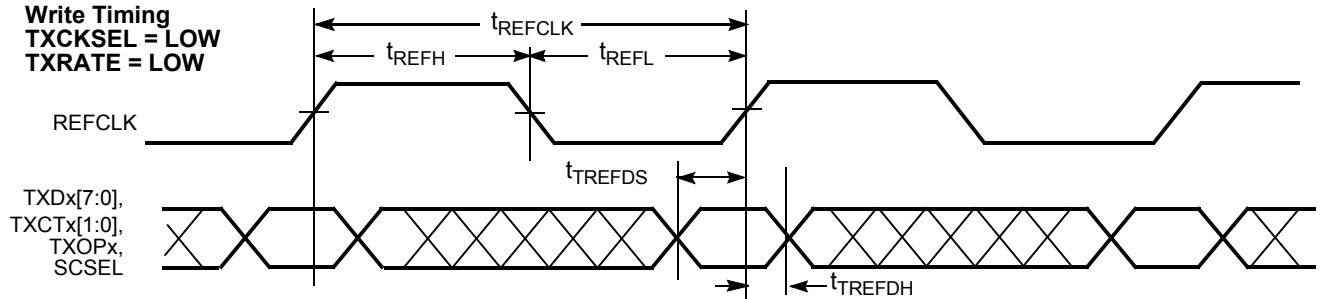 Write Timing
TXCKSEL = LOW
TXRATE = LOW
tREFCLK
tREFH
tREFL
REFCLK
tTREFDS
TXDx[7:0],
TXCTx[1:0],
TXOPx,
SCSEL
tTREFDH